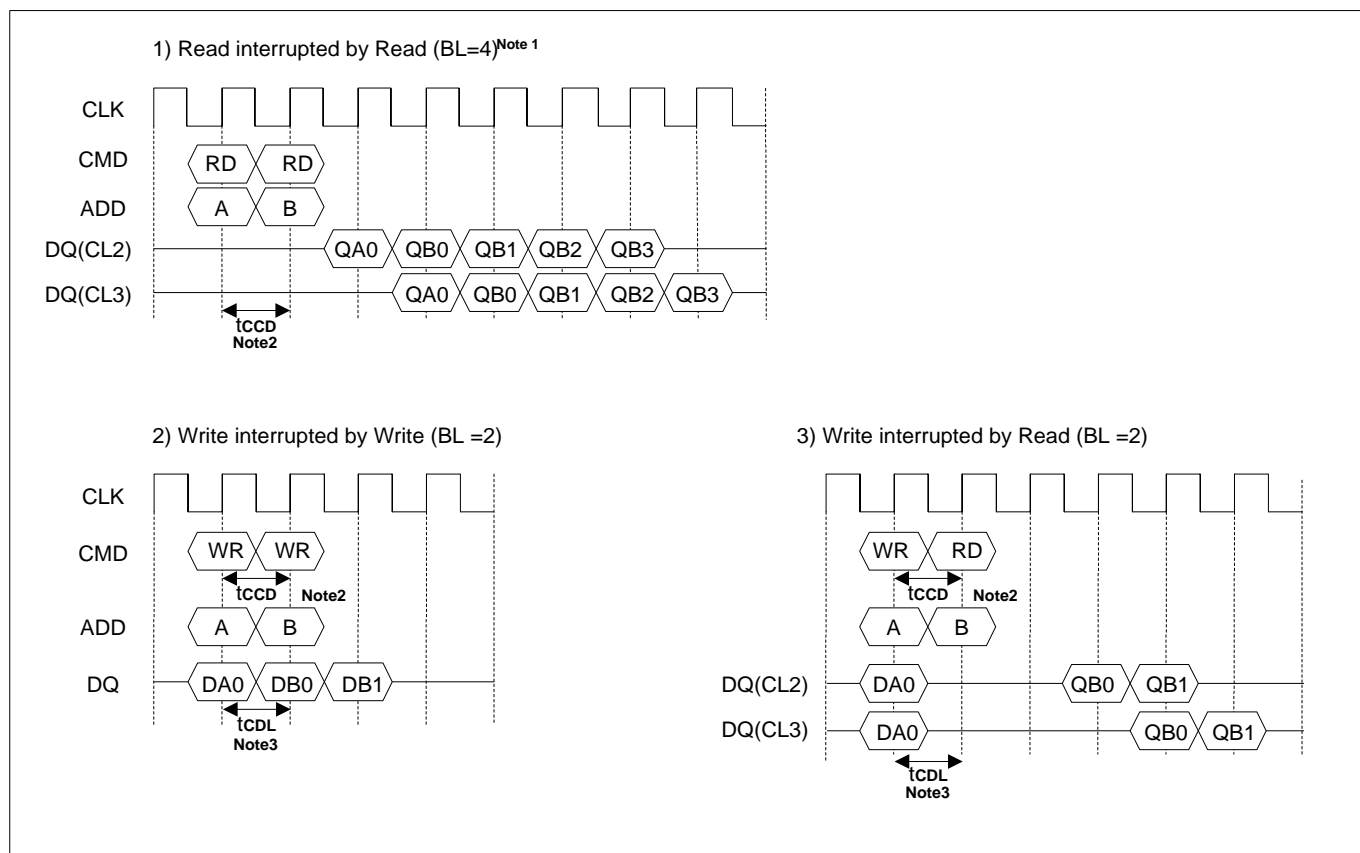 1) Read interrupted by Read (BL=4)Note 1
CLK
CMD RD RD
ADD A B
DQ(CL2) QA0 QB0 QB1 QB2 QB3
DQ(CL3) QA0 QB0 QB1 QB2 QB3
tCCD
Note2
2) Write interrupted by Write (BL =2)
CLK
CMD WR WR
tCCD Note2
ADD A B
DQ DA0 DB0 DB1
tCDL
Note3
3) Write interrupted by Read (BL =2)
WR RD
tCCD Note2
A B
DQ(CL2) DA0 QB0 QB1
DQ(CL3) DA0 QB0 QB1
tCDL
Note3